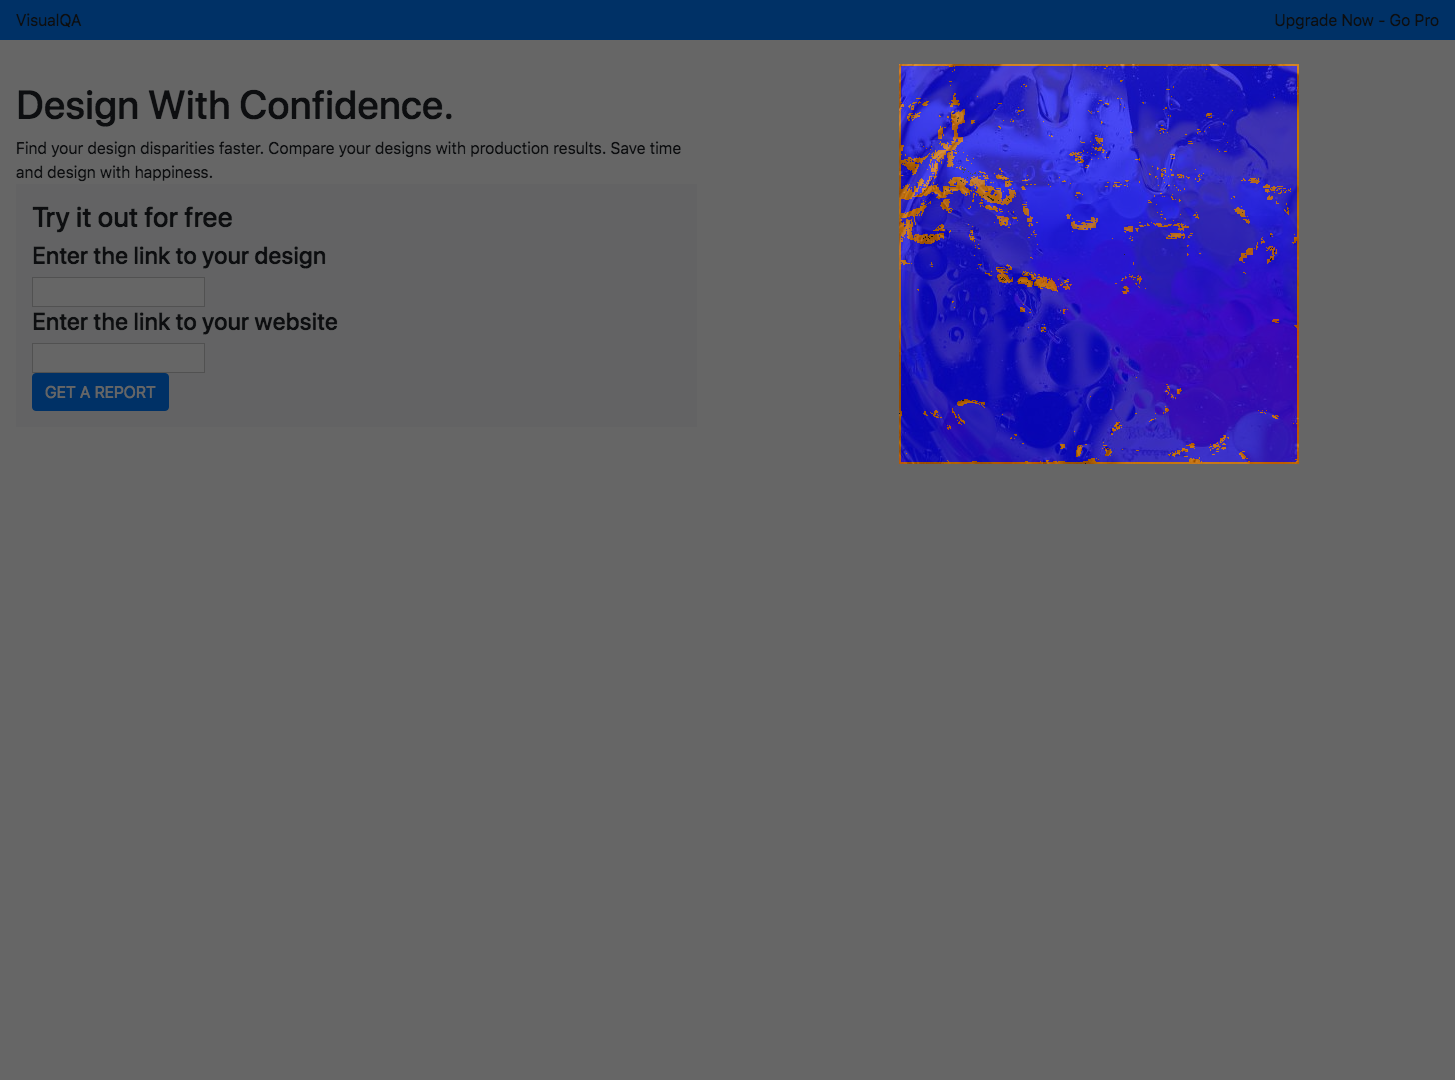 VisualQA
Upgrade Now - Go Pro
Design With Confidence.
Find your design disparities faster. Compare your designs with production results. Save time
and design with happiness.
Try it out for free
Enter the link to your design
Enter the link to your website
GET A REPORT